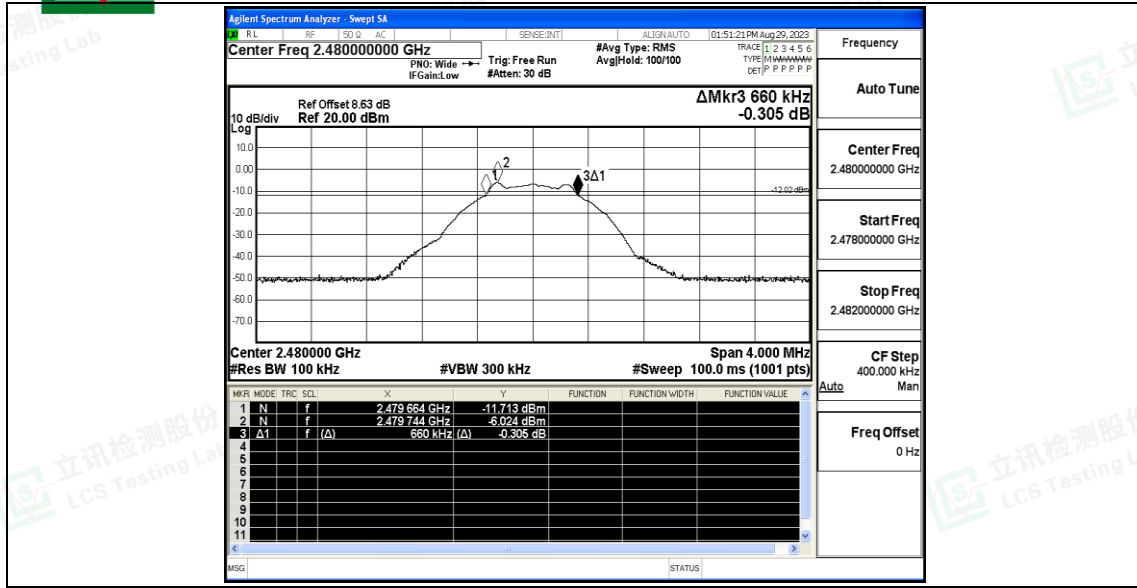 Agilent Spectrum Analyzer - Swept SA
LXI RL RF 50 Ω AC SENSE:INT ALIGN AUTO 01:51:21 PM Aug 29, 2023
Center Freq 2.480000000 GHz
PNO: Wide
IFGain:Low
Trig: Free Run
#Atten: 30 dB
#Avg Type: RMS
Avg|Hold: 100/100
TRACE 1 2 3 4 5 6
TYPE M W W W W W
DET P P P P P P
ΔMkr3 660 kHz
-0.305 dB
Ref Offset 8.63 dB
10 dB/div Ref 20.00 dBm
Log
10.0
0.00
-10.0
-20.0
-30.0
-40.0
-50.0
-60.0
-70.0
1
2
3Δ1
-12.02 dBm
Center 2.480000 GHz Span 4.000 MHz
#Res BW 100 kHz #VBW 300 kHz #Sweep 100.0 ms (1001 pts)
MKR MODE TRC SCL X Y FUNCTION FUNCTION WIDTH FUNCTION VALUE
1 N f 2.479 664 GHz -11.713 dBm
2 N f 2.479 744 GHz -6.024 dBm
3 Δ1 f (Δ) 660 kHz (Δ) -0.305 dB
4
5
6
7
8
9
10
11
MSG STATUS
Frequency
Auto Tune
Center Freq
2.480000000 GHz
Start Freq
2.478000000 GHz
Stop Freq
2.482000000 GHz
CF Step
400.000 kHz
Auto Man
Freq Offset
0 Hz
立讯检测股份
LCS Testing Lab
立讯检测股份
LCS Testing L